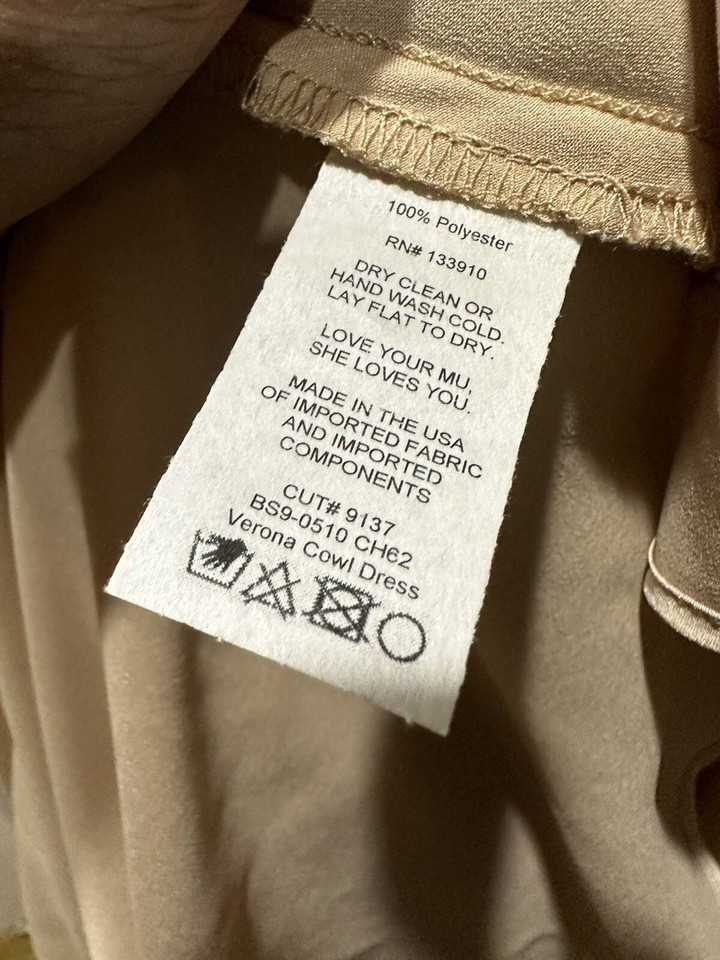 100% Polyester
RN# 133910
DRY CLEAN OR
HAND WASH COLD.
LAY FLAT TO DRY.
LOVE YOUR MU,
SHE LOVES YOU.
MADE IN THE USA
OF IMPORTED FABRIC
AND IMPORTED
COMPONENTS
CUT# 9137
BS9-0510 CH62
Verona Cowl Dress